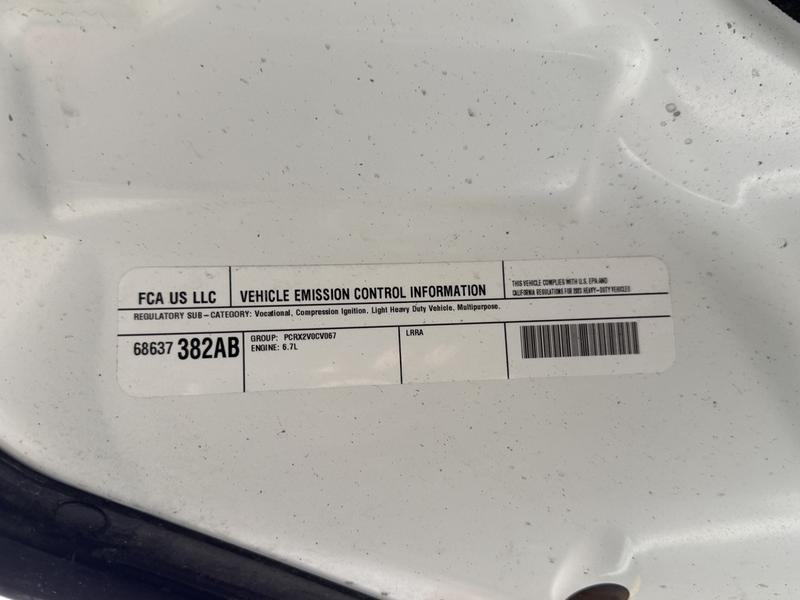 FCA US LLC
VEHICLE EMISSION CONTROL INFORMATION
THIS VEHICLE COMPLIES WITH U.S. EPA AND
CALIFORNIA REGULATIONS FOR 2023 HEAVY-DUTY VEHICLES
REGULATORY SUB-CATEGORY: Vocational, Compression Ignition, Light Heavy Duty Vehicle, Multipurpose.
68637 382AB
GROUP: PCRX2V0CV067
ENGINE: 6.7L
LRRA